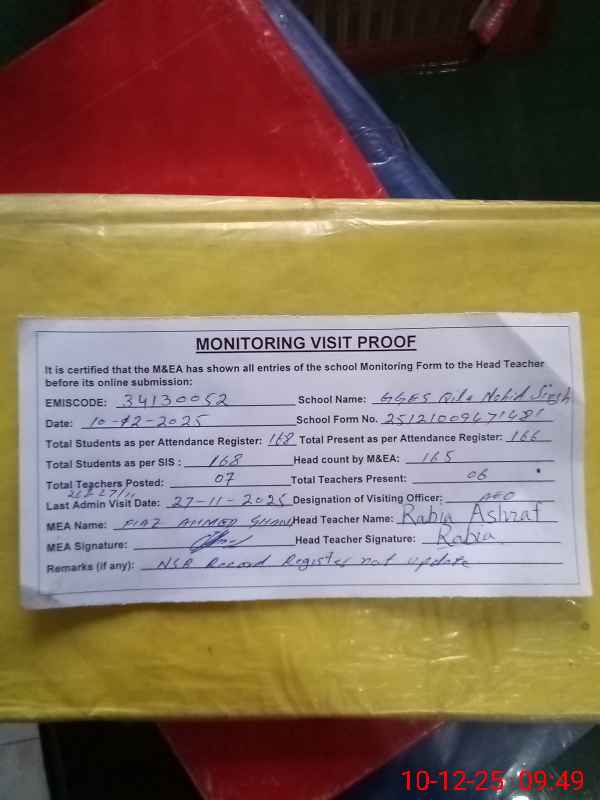 MONITORING VISIT PROOF
It is certified that the M&EA has shown all entries of the school Monitoring Form to the Head Teacher
before its online submission:
EMISCODE: 34130052 School Name: GGES Qila Nohid Singh
Date: 10-12-2025 School Form No. 25121009671481
Total Students as per Attendance Register: 168 Total Present as per Attendance Register: 166
Total Students as per SIS : 168 Head count by M&EA: 165
Total Teachers Posted: 07 Total Teachers Present: 06
Last Admin Visit Date: 27-11-2025 Designation of Visiting Officer: AEO
MEA Name: FIAZ AHMED Head Teacher Name: Rabia Ashraf
MEA Signature: Head Teacher Signature: Rabia
Remarks (if any): NSB Record Register not update
10-12-25 09:49